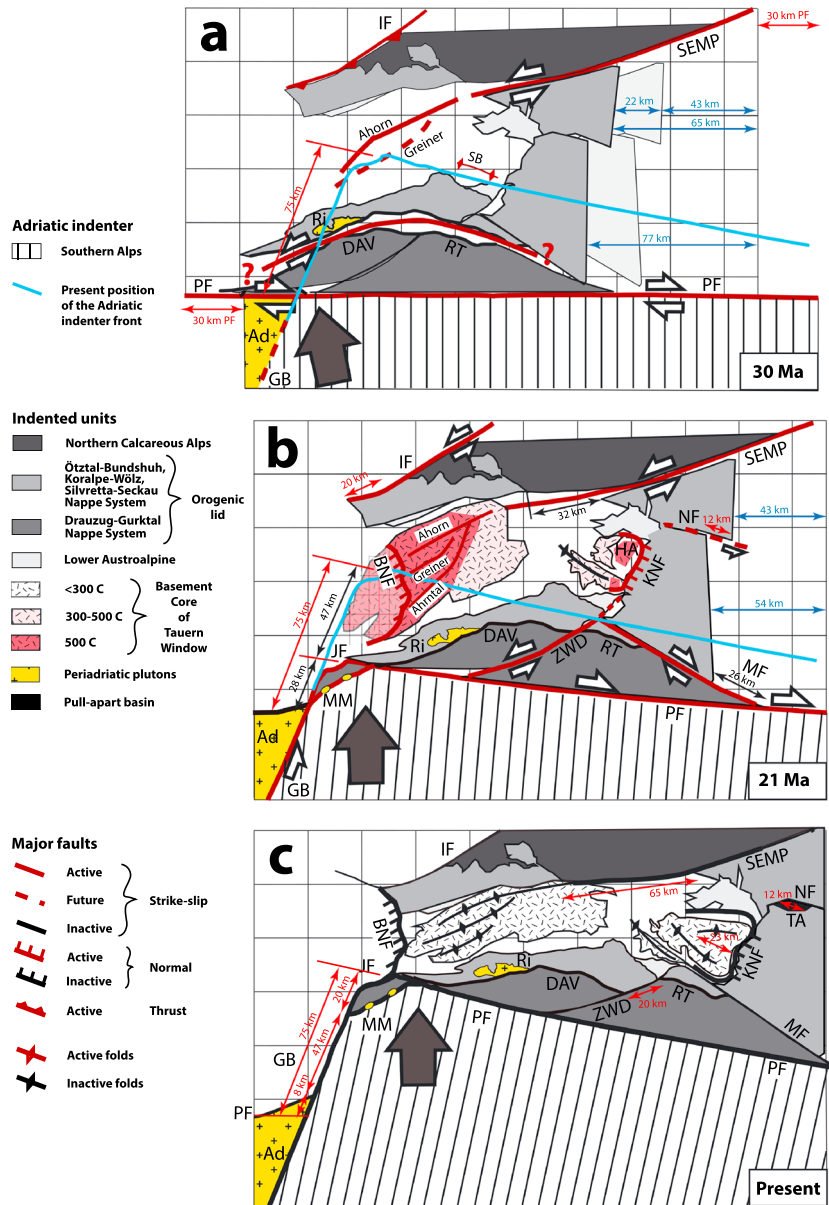 a
IF
SEMP
30 km PF
22 km
43 km
65 km
Ahorn
Greiner
SB
75 km
Ri
DAV
RT
77 km
?
?
PF
PF
30 km PF
Ad
GB
30 Ma
Adriatic indenter
Southern Alps
Present position
of the Adriatic
indenter front
Indented units
Northern Calcareous Alps
Ötztal-Bundshuh,
Koralpe-Wölz,
Silvretta-Seckau
Nappe System
Orogenic
lid
Drauzug-Gurktal
Nappe System
Lower Austroalpine
<300 C
300-500 C
500 C
Basement
Core
of
Tauern
Window
Periadriatic plutons
Pull-apart basin
b
IF
SEMP
20 km
32 km
43 km
NF
12 km
Ahorn
Greiner
Ahrntal
BNF
HA
KNF
75 km
47 km
28 km
54 km
Ri
DAV
ZWD
RT
JF
MM
MF
26 km
PF
Ad
GB
21 Ma
Major faults
Active
Future
Inactive
Strike-slip
Active
Inactive
Normal
Active
Thrust
Active folds
Inactive folds
c
IF
SEMP
65 km
12 km
NF
TA
BNF
23 km
KNF
IF
Ri
DAV
ZWD
20 km
RT
MF
20 km
75 km
47 km
8 km
MM
PF
PF
GB
PF
Ad
Present